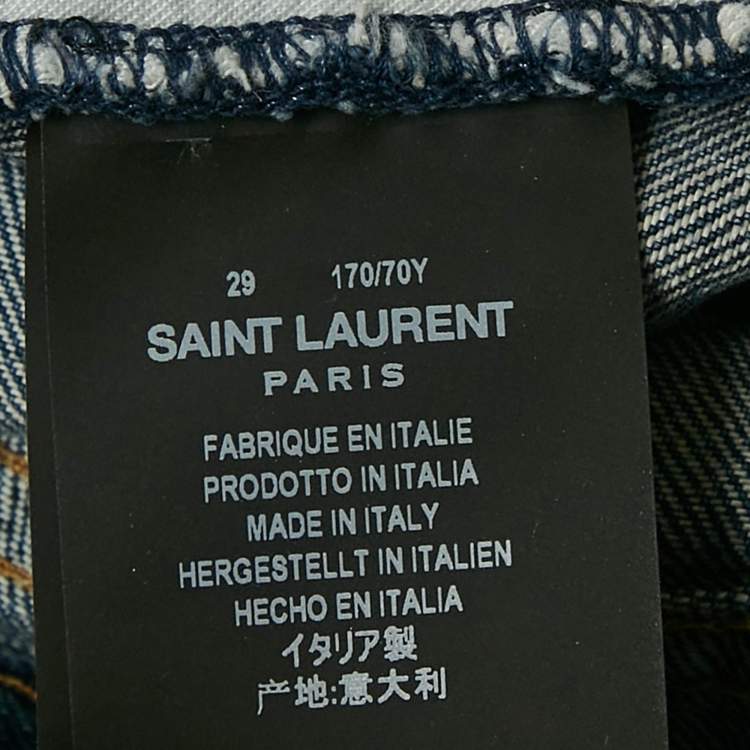 29 170/70Y
SAINT LAURENT
PARIS
FABRIQUE EN ITALIE
PRODOTTO IN ITALIA
MADE IN ITALY
HERGESTELLT IN ITALIEN
HECHO EN ITALIA
イタリア製
产地:意大利